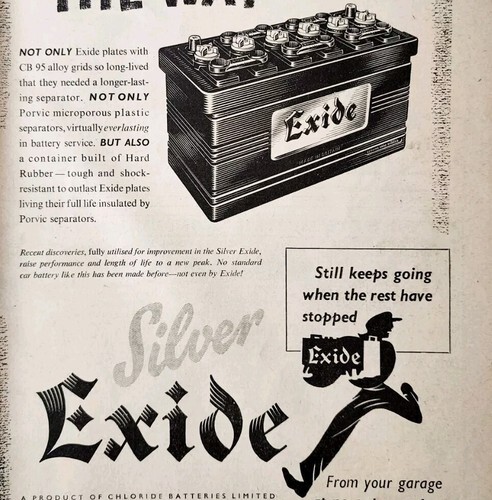 THE WAY
NOT ONLY Exide plates with
CB 95 alloy grids so long-lived
that they needed a longer-last-
ing separator. NOT ONLY
Porvic microporous plastic
separators, virtually everlasting
in battery service. BUT ALSO
a container built of Hard
Rubber — tough and shock-
resistant to outlast Exide plates
living their full life insulated by
Porvic separators.
Exide
Recent discoveries, fully utilised for improvement in the Silver Exide,
raise performance and length of life to a new peak. No standard
car battery like this has been made before—not even by Exide!
Still keeps going
when the rest have
stopped
Exide
Silver
Exide
From your garage
A PRODUCT OF CHLORIDE BATTERIES LIMITED